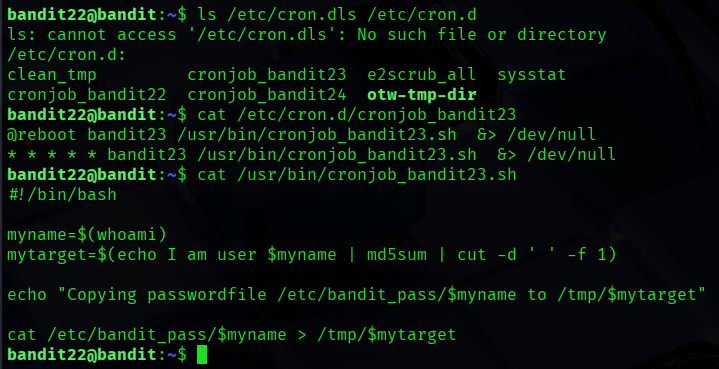 bandit22@bandit:~$ ls /etc/cron.dls /etc/cron.d
ls: cannot access '/etc/cron.dls': No such file or directory
/etc/cron.d:
clean_tmp         cronjob_bandit23  e2scrub_all  sysstat
cronjob_bandit22  cronjob_bandit24  otw-tmp-dir
bandit22@bandit:~$ cat /etc/cron.d/cronjob_bandit23
@reboot bandit23 /usr/bin/cronjob_bandit23.sh  &> /dev/null
* * * * * bandit23 /usr/bin/cronjob_bandit23.sh  &> /dev/null
bandit22@bandit:~$ cat /usr/bin/cronjob_bandit23.sh
#!/bin/bash

myname=$(whoami)
mytarget=$(echo I am user $myname | md5sum | cut -d ' ' -f 1)

echo "Copying passwordfile /etc/bandit_pass/$myname to /tmp/$mytarget"

cat /etc/bandit_pass/$myname > /tmp/$mytarget
bandit22@bandit:~$